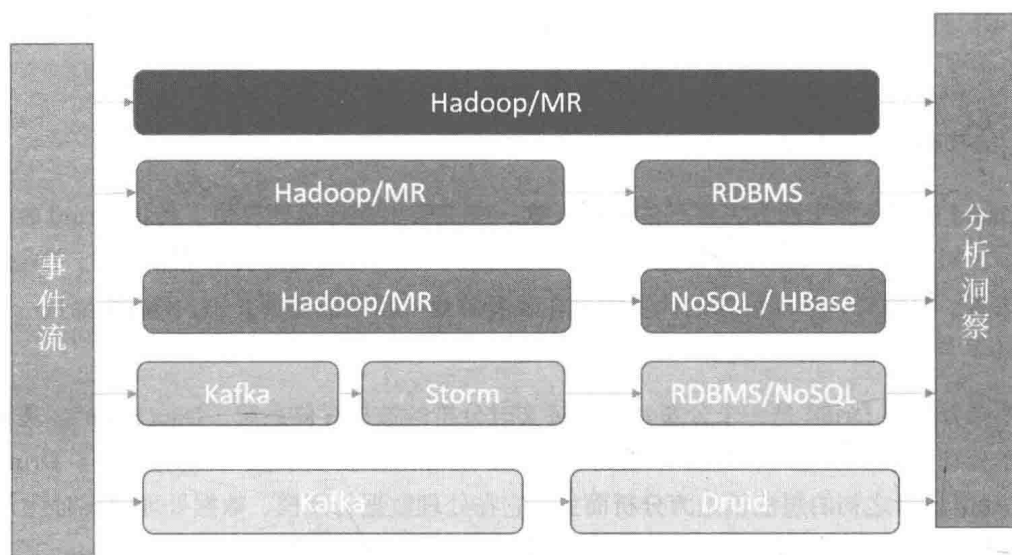 事件流
Hadoop/MR
Hadoop/MR
RDBMS
Hadoop/MR
NoSQL / HBase
Kafka
Storm
RDBMS/NoSQL
Kafka
Druid
分析洞察